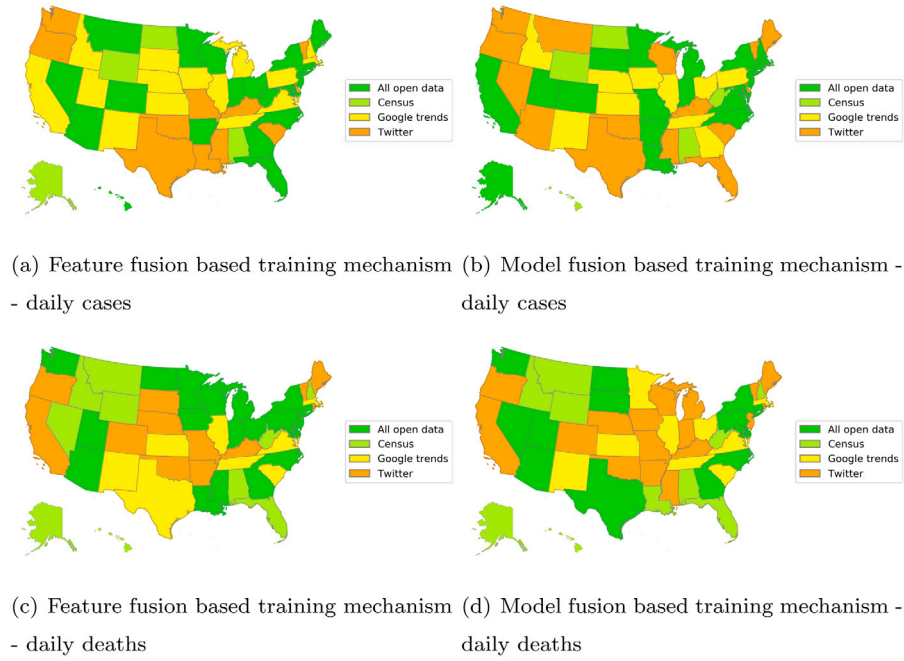 All open data
Census
Google trends
Twitter
All open data
Census
Google trends
Twitter
(a) Feature fusion based training mechanism
- daily cases
(b) Model fusion based training mechanism -
daily cases
All open data
Census
Google trends
Twitter
All open data
Census
Google trends
Twitter
(c) Feature fusion based training mechanism
- daily deaths
(d) Model fusion based training mechanism -
daily deaths